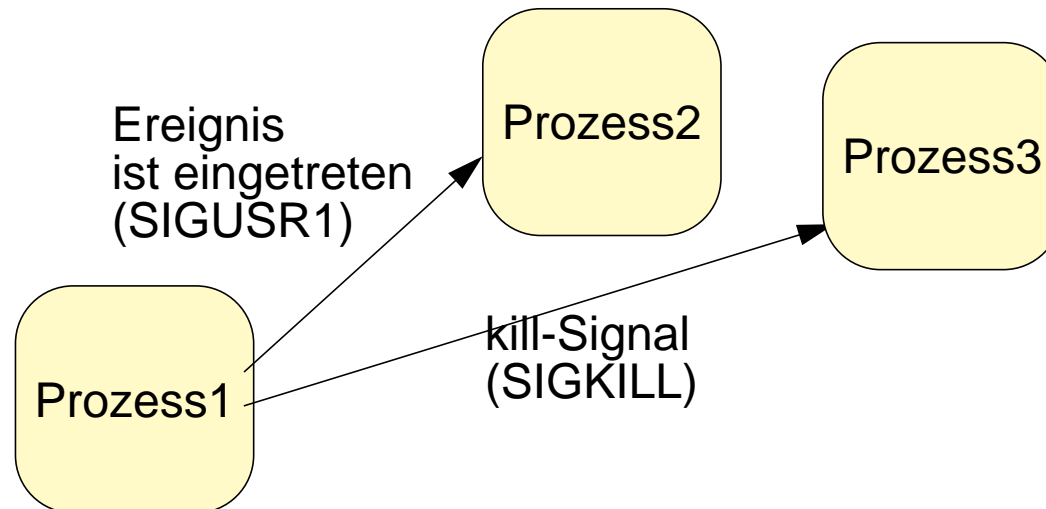 Prozess2
Ereignis
ist eingetreten
(SIGUSR1)
Prozess3
kill-Signal
(SIGKILL)
Prozess1